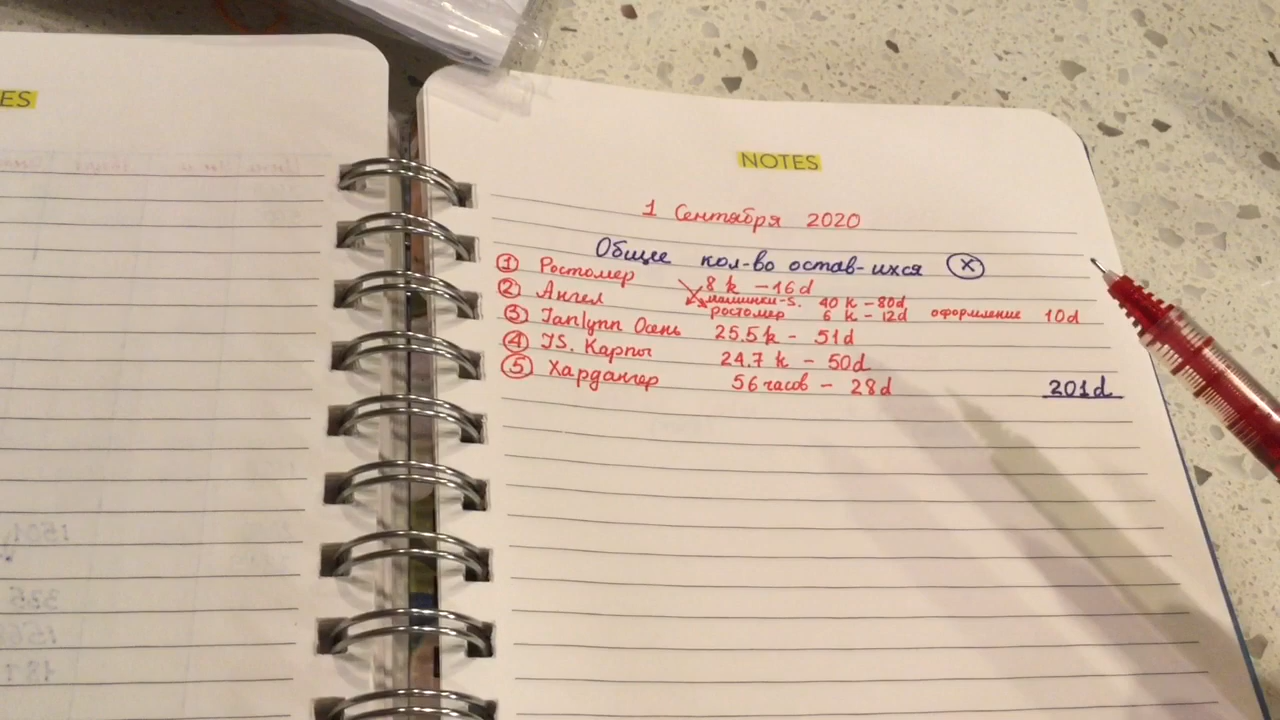 ES
NOTES
1 Сентября 2020
Общее кол-во остав-ихся X
1 Ростомер 8 k – 16d
2 Ангел машинки-S. 40 k – 80d
ростомер 6 k – 12d оформление 10d
3 Janlynn Осень 25.5 k – 51d
4 JS. Карпы 24.7 k – 50d
5 Хардангер 56 часов – 28d
201d